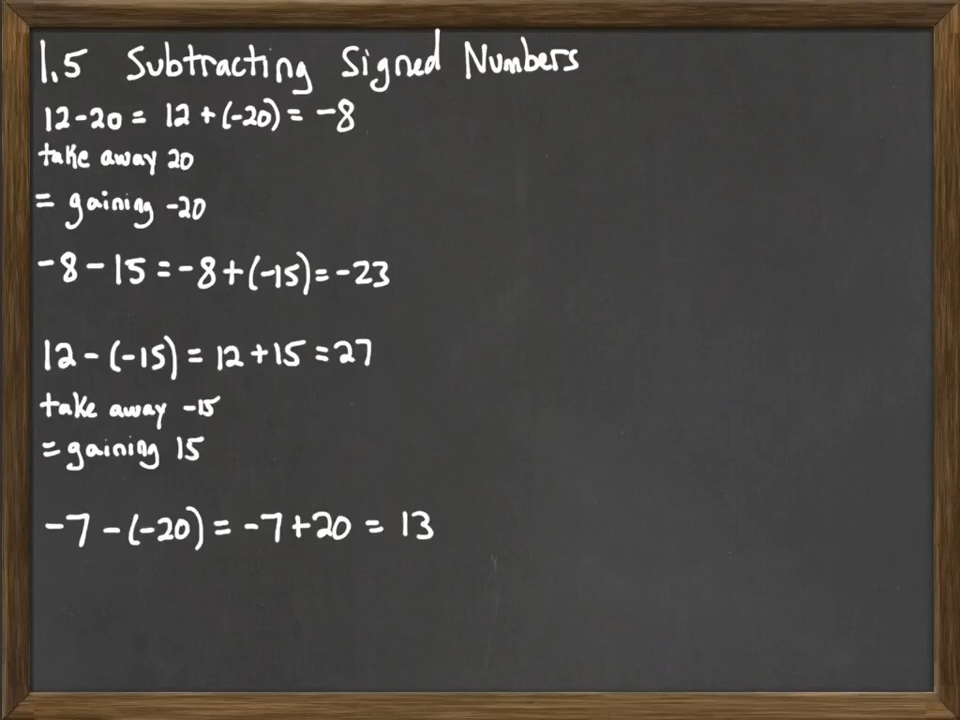 1.5 Subtracting Signed Numbers
12-20 = 12 + (-20) = -8
take away 20
= gaining -20
-8 - 15 = -8 + (-15) = -23
12 - (-15) = 12 + 15 = 27
take away -15
= gaining 15
-7 - (-20) = -7 + 20 = 13